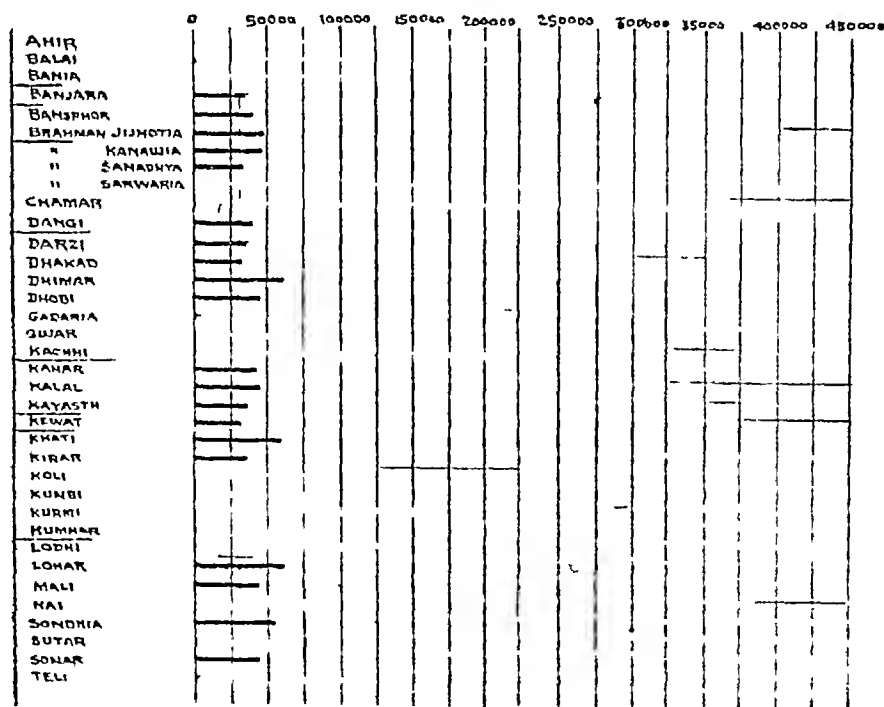 0 50000 100000 150000 200000 250000 300000 35000 400000 450000
AHIR
BALAI
BANIA
BANJARA
BANSPHOR
BRAHMAN JIJHOTIA
" KANAWJIA
" SANADHYA
" SARWARIA
CHAMAR
DANGI
DARZI
DHAKAD
DHIMAR
DHOBI
GADARIA
GUJAR
KACHHI
KAHAR
KALAL
KAYASTH
KEWAT
KHATI
KIRAR
KOLI
KUNBI
KURMI
KUMHAR
LODHI
LOHAR
MALI
NAI
SONDHIA
SUTAR
SONAR
TELI